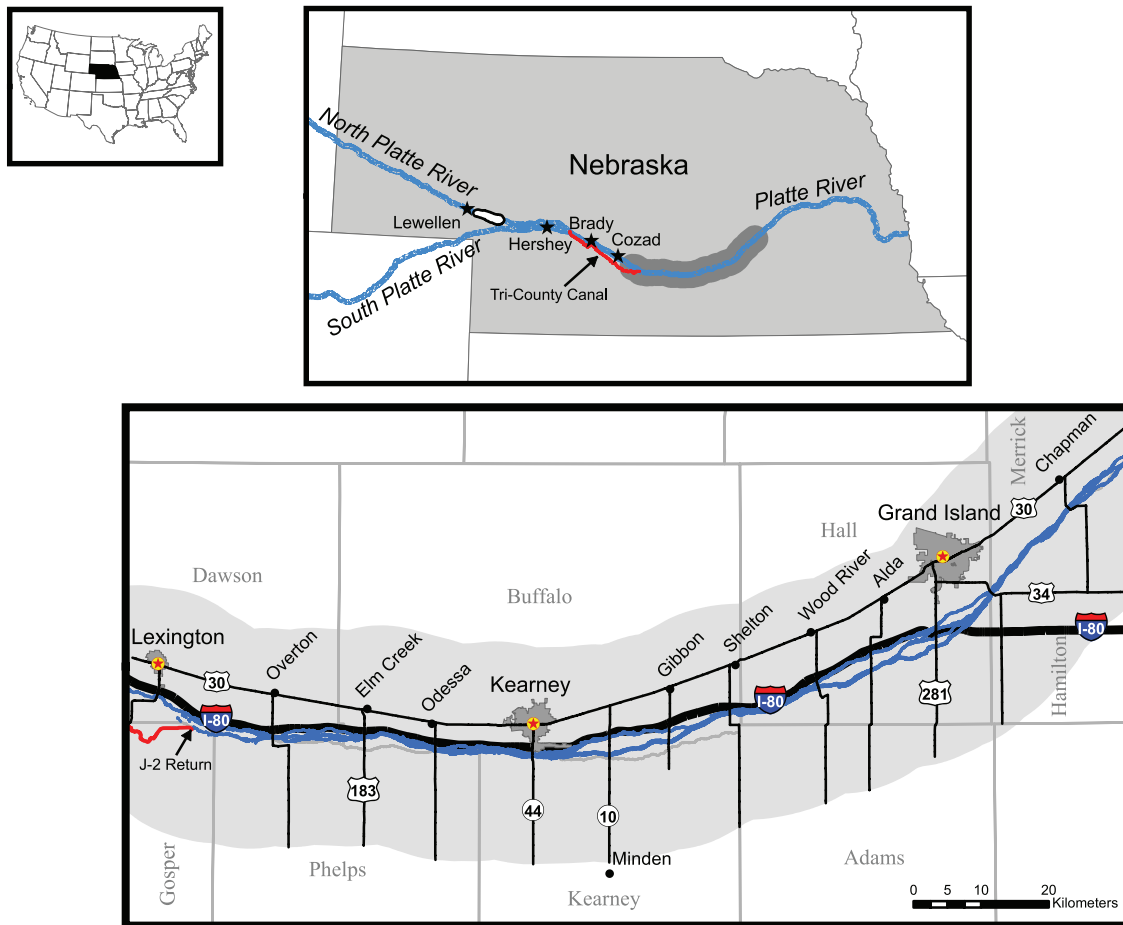 North Platte River
Nebraska
Platte River
Lewellen
Brady
Hershey
Cozad
South Platte River
Tri-County Canal
Merrick
Chapman
30
Grand Island
Hall
Dawson
Buffalo
Wood River
Alda
34
Lexington
Overton
Elm Creek
Odessa
Kearney
Gibbon
Shelton
I-80
30
I-80
I-80
281
Hamilton
J-2 Return
183
44
10
Gosper
Phelps
Minden
Kearney
Adams
0 5 10 20
Kilometers